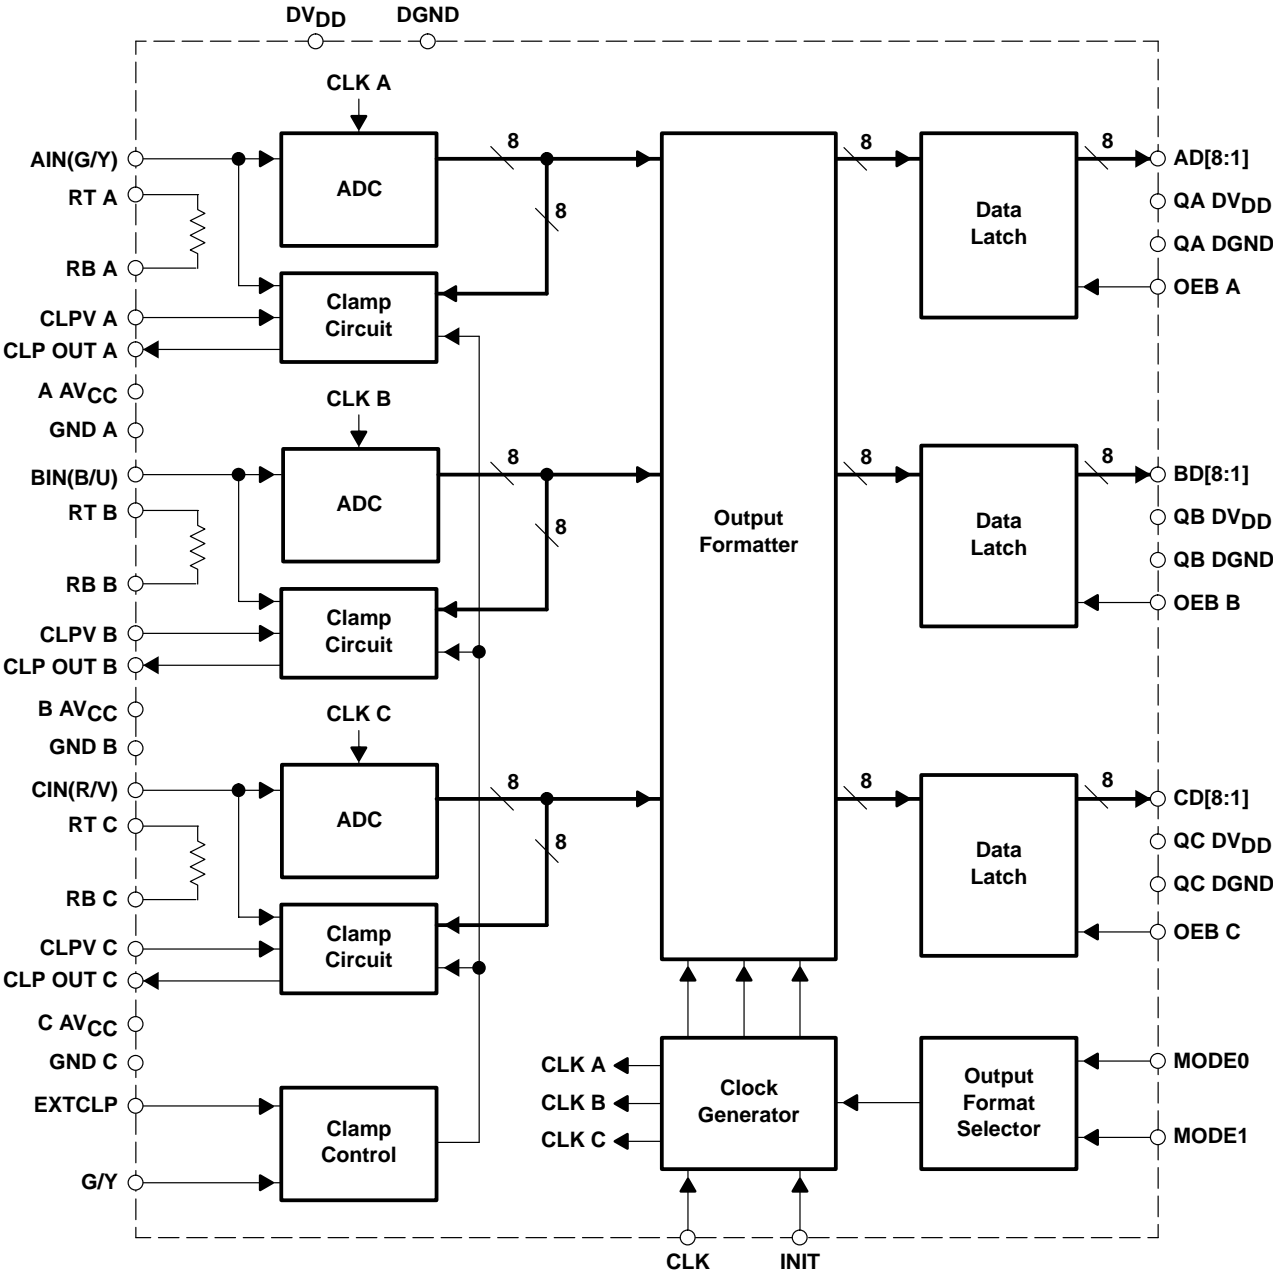 DVDD
DGND
CLK A
AIN(G/Y)
ADC
8
8
8
Data
Latch
8
AD[8:1]
RT A
QA DVDD
QA DGND
RB A
OEB A
Clamp
Circuit
CLPV A
CLP OUT A
A AVCC
CLK B
GND A
BIN(B/U)
ADC
8
8
8
Data
Latch
8
BD[8:1]
RT B
Output
Formatter
QB DVDD
QB DGND
RB B
OEB B
Clamp
Circuit
CLPV B
CLP OUT B
B AVCC
CLK C
GND B
CIN(R/V)
ADC
8
8
8
Data
Latch
8
CD[8:1]
RT C
QC DVDD
QC DGND
RB C
OEB C
Clamp
Circuit
CLPV C
CLP OUT C
C AVCC
GND C
EXTCLP
Clamp
Control
G/Y
CLK A
CLK B
CLK C
Clock
Generator
Output
Format
Selector
MODE0
MODE1
CLK
INIT